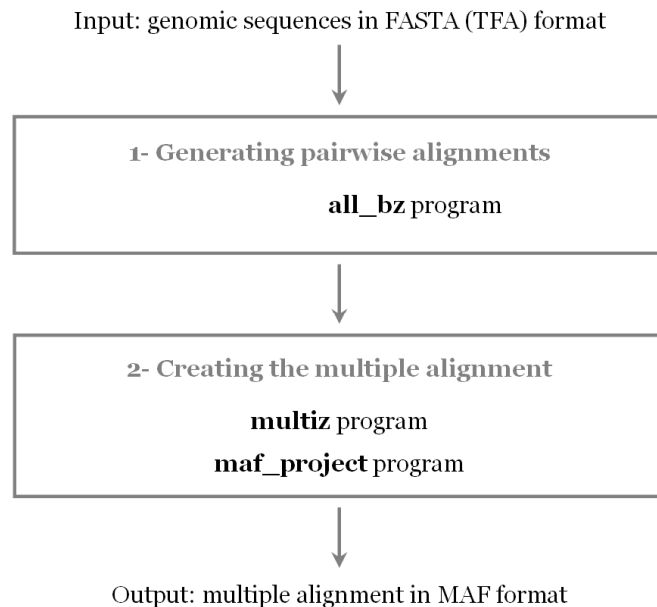 Input: genomic sequences in FASTA (TFA) format
1- Generating pairwise alignments
all_bz program
2- Creating the multiple alignment
multiz program
maf_project program
Output: multiple alignment in MAF format